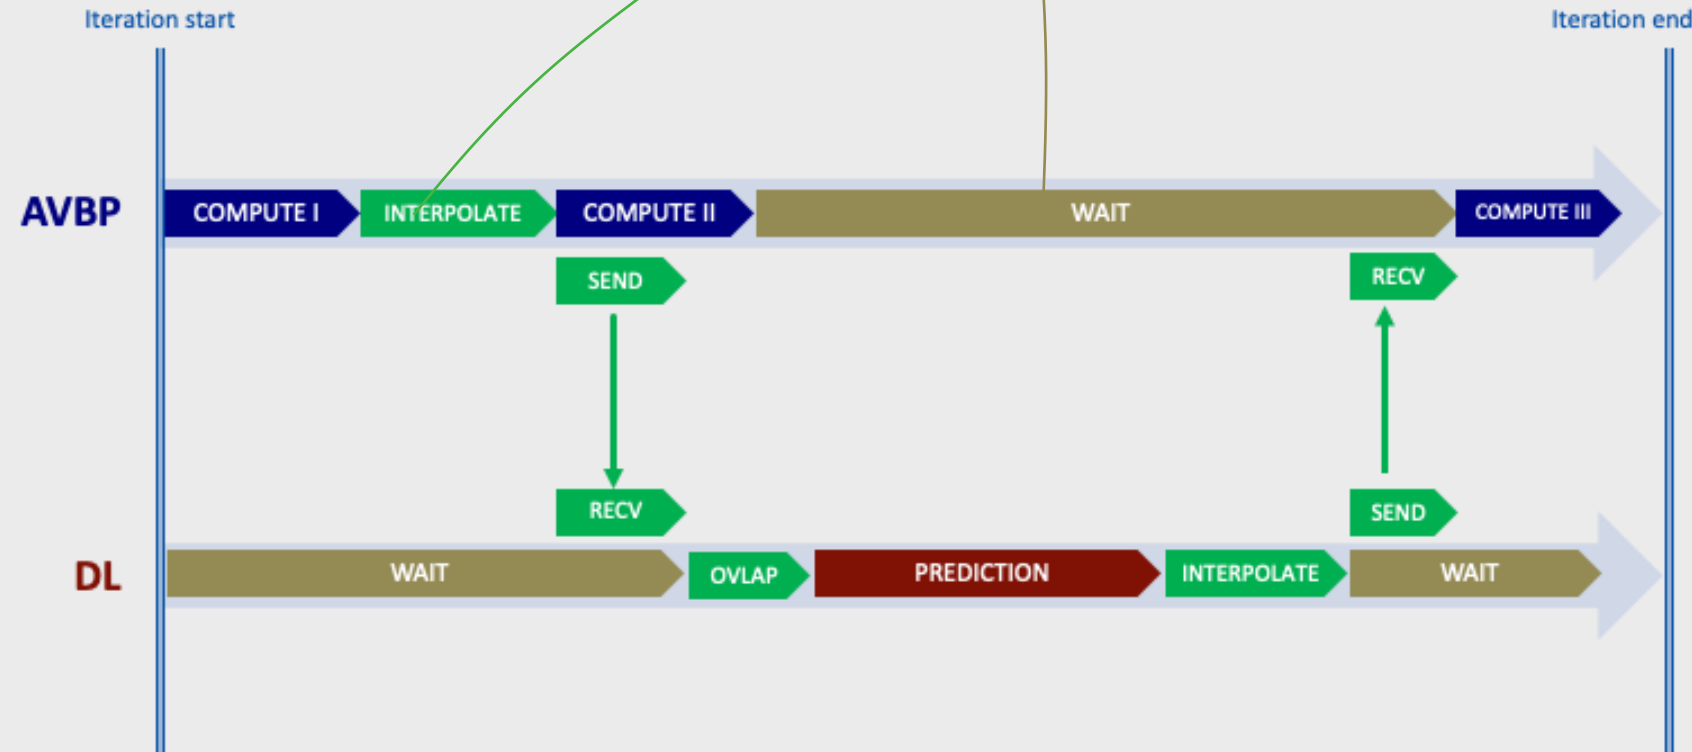 Iteration start
Iteration end
AVBP
COMPUTE I
INTERPOLATE
COMPUTE II
WAIT
COMPUTE III
SEND
RECV
RECV
SEND
DL
WAIT
OVLAP
PREDICTION
INTERPOLATE
WAIT